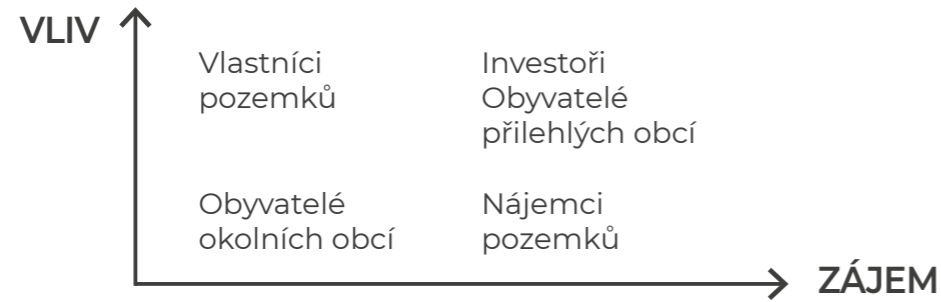 VLIV
Vlastníci
pozemků
Investoři
Obyvatelé
přilehlých obcí
Obyvatelé
okolních obcí
Nájemci
pozemků
ZÁJEM